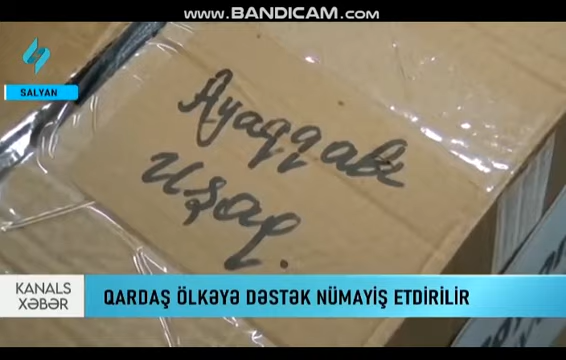 www.BANDICAM.com
SALYAN
Ayaqqabı
uşaq.
KANALS
XƏBƏR
QARDAŞ ÖLKƏYƏ DƏSTƏK NÜMAYİŞ ETDİRİLİR